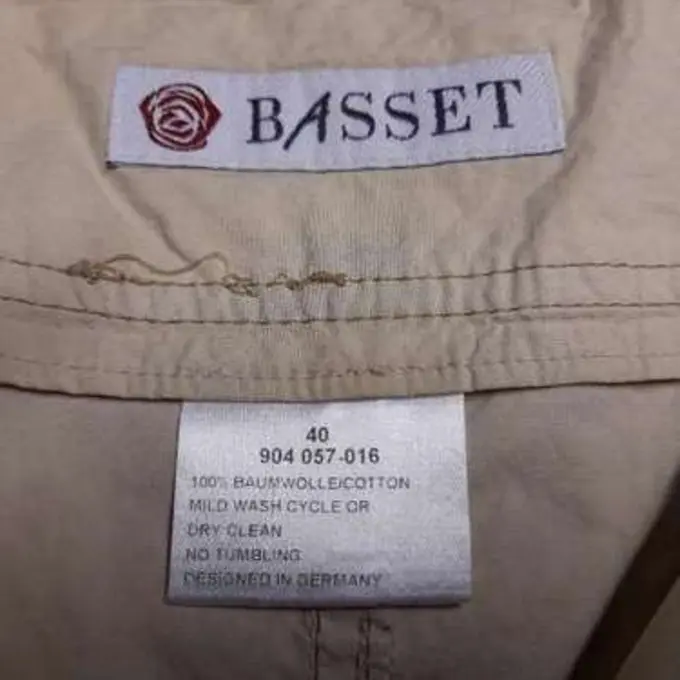 BASSET
40
904 057-016
100% BAUMWOLLE/COTTON
MILD WASH CYCLE OR
DRY CLEAN
NO TUMBLING
DESIGNED IN GERMANY